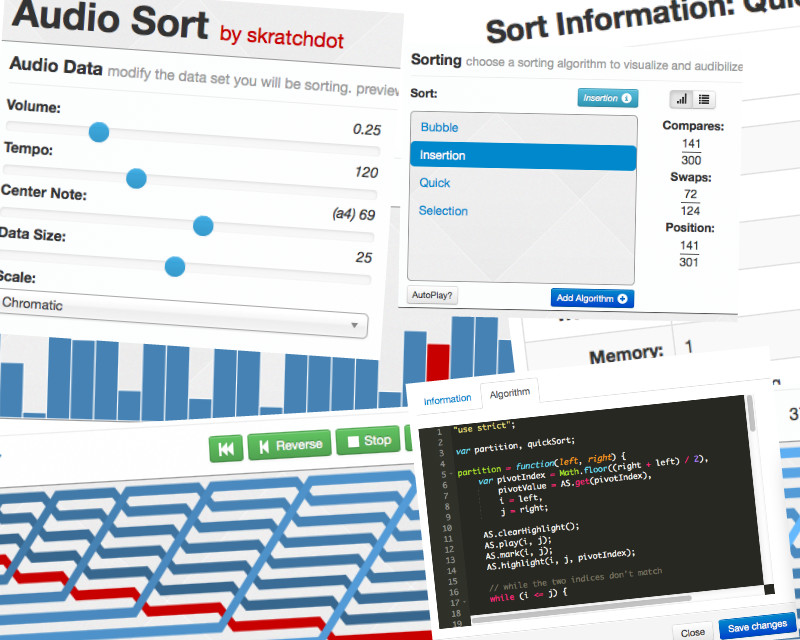 Audio Sort by skratchdot
Audio Data modify the data set you will be sorting. preview
Volume:
0.25
Tempo:
120
Center Note:
(a4) 69
Data Size:
25
Scale:
Chromatic
Sort Information:
Sorting choose a sorting algorithm to visualize and audibilize
Sort:
Insertion
Bubble
Insertion
Quick
Selection
AutoPlay?
Add Algorithm
Compares:
141
300
Swaps:
72
124
Position:
141
301
Memory: 1
Reverse
Stop
Information
Algorithm
1 "use strict";
2
3 var partition, quickSort;
4
5 partition = function(left, right) {
6 var pivotIndex = Math.floor((right + left) / 2),
7 pivotValue = AS.get(pivotIndex),
8 i = left,
9 j = right;
10
11 AS.clearHighlight();
12 AS.play(i, j);
13 AS.mark(i, j);
14 AS.highlight(i, j, pivotIndex);
15
16 // while the two indices don't match
17 while (i <= j) {
18
19
Close
Save changes